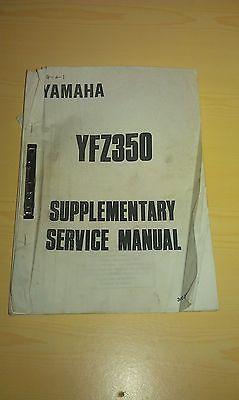 YAMAHA
YFZ350
SUPPLEMENTARY
SERVICE MANUAL